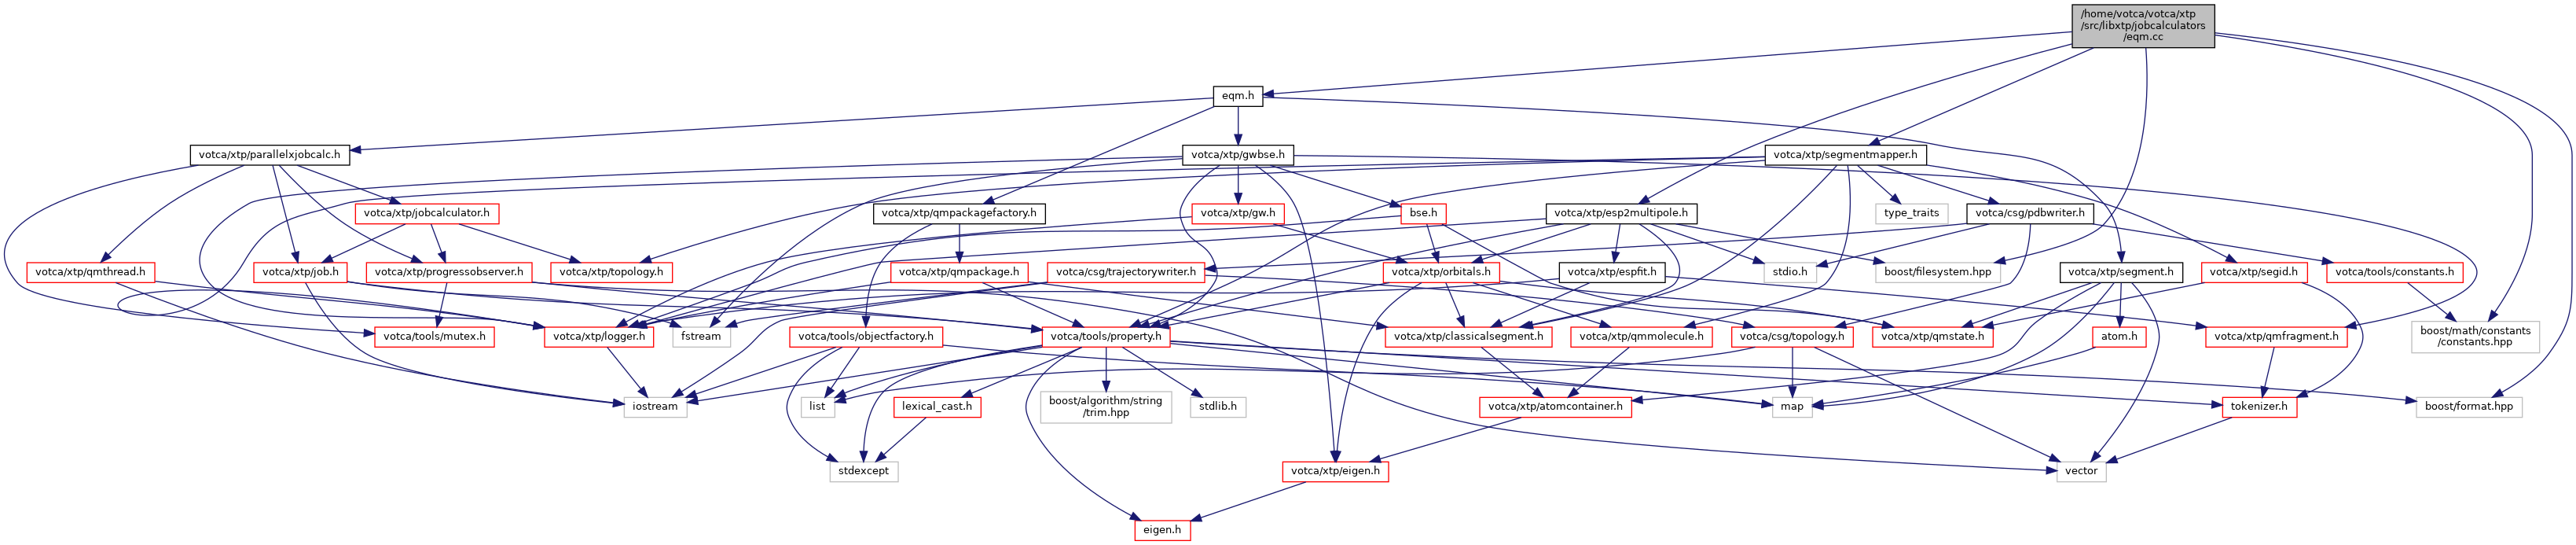 /home/votca/votca/xtp
/src/libxtp/jobcalculators
/eqm.cc
eqm.h
votca/xtp/parallelxjobcalc.h
votca/xtp/gwbse.h
votca/xtp/segmentmapper.h
votca/xtp/jobcalculator.h
votca/xtp/qmpackagefactory.h
votca/xtp/gw.h
bse.h
votca/xtp/esp2multipole.h
type_traits
votca/csg/pdbwriter.h
votca/xtp/qmthread.h
votca/xtp/job.h
votca/xtp/progressobserver.h
votca/xtp/topology.h
votca/xtp/qmpackage.h
votca/csg/trajectorywriter.h
votca/xtp/orbitals.h
votca/xtp/espfit.h
stdio.h
boost/filesystem.hpp
votca/xtp/segment.h
votca/xtp/segid.h
votca/tools/constants.h
votca/tools/mutex.h
votca/xtp/logger.h
fstream
votca/tools/objectfactory.h
votca/tools/property.h
votca/xtp/classicalsegment.h
votca/xtp/qmmolecule.h
votca/csg/topology.h
votca/xtp/qmstate.h
atom.h
votca/xtp/qmfragment.h
boost/math/constants
/constants.hpp
iostream
list
lexical_cast.h
boost/algorithm/string
/trim.hpp
stdlib.h
votca/xtp/atomcontainer.h
map
tokenizer.h
boost/format.hpp
stdexcept
votca/xtp/eigen.h
vector
eigen.h